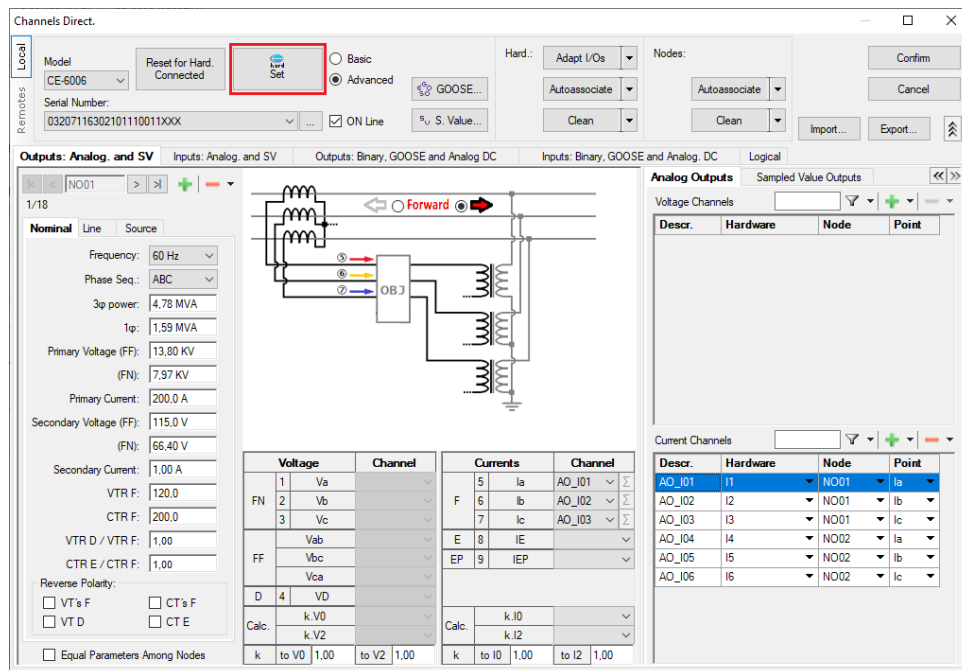 Channels Direct.
Local
Remotes
Model
CE-6006
Serial Number:
03207116302101110011XXX
...
Reset for Hard. Connected
hard
Set
Basic
Advanced
ON Line
GOOSE...
S. Value...
Hard.:
Adapt I/Os
Autoassociate
Clean
Nodes:
Autoassociate
Clean
Import...
Export...
Confirm
Cancel
Outputs: Analog. and SV
Inputs: Analog. and SV
Outputs: Binary, GOOSE and Analog DC
Inputs: Binary, GOOSE and Analog. DC
Logical
NO01
1/18
Nominal Line Source
Frequency: 60 Hz
Phase Seq.: ABC
3φ power: 4,78 MVA
1φ: 1,59 MVA
Primary Voltage (FF): 13,80 KV
(FN): 7,97 KV
Primary Current: 200,0 A
Secondary Voltage (FF): 115,0 V
(FN): 66,40 V
Secondary Current: 1,00 A
VTR F: 120,0
CTR F: 200,0
VTR D / VTR F: 1,00
CTR E / CTR F: 1,00
Reverse Polarity:
VT's F CT's F
VT D CT E
Equal Parameters Among Nodes
Forward
⑤
⑥
⑦
OBJ
Voltage Channel
FN
1 Va
2 Vb
3 Vc
FF
Vab
Vbc
Vca
D 4 VD
Calc.
k.V0
k.V2
k to V0 1,00 to V2 1,00
Currents Channel
F
5 Ia AO_I01 Σ
6 Ib AO_I02 Σ
7 Ic AO_I03 Σ
E 8 IE
EP 9 IEP
Calc.
k.I0
k.I2
k to I0 1,00 to I2 1,00
Analog Outputs Sampled Value Outputs
Voltage Channels
Descr. Hardware Node Point
Current Channels
Descr. Hardware Node Point
AO_I01 I1 NO01 Ia
AO_I02 I2 NO01 Ib
AO_I03 I3 NO01 Ic
AO_I04 I4 NO02 Ia
AO_I05 I5 NO02 Ib
AO_I06 I6 NO02 Ic